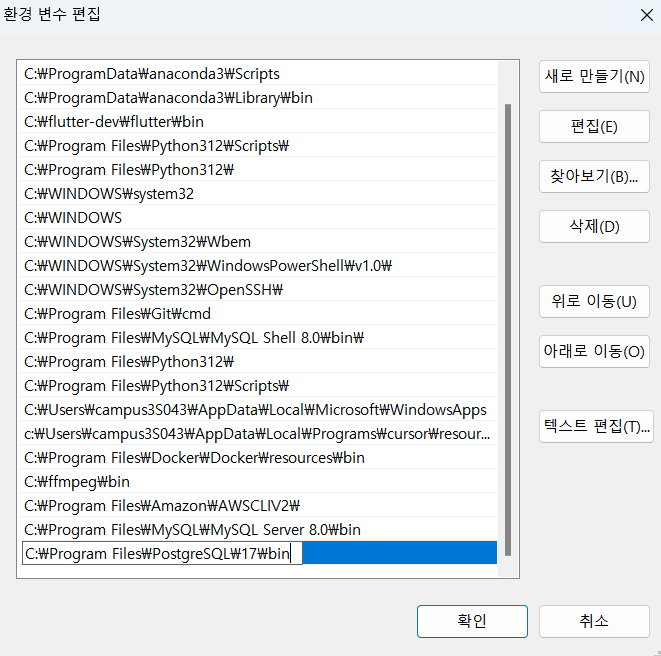 환경 변수 편집
C:₩ProgramData₩anaconda3₩Scripts
C:₩ProgramData₩anaconda3₩Library₩bin
C:₩flutter-dev₩flutter₩bin
C:₩Program Files₩Python312₩Scripts₩
C:₩Program Files₩Python312₩
C:₩WINDOWS₩system32
C:₩WINDOWS
C:₩WINDOWS₩System32₩Wbem
C:₩WINDOWS₩System32₩WindowsPowerShell₩v1.0₩
C:₩WINDOWS₩System32₩OpenSSH₩
C:₩Program Files₩Git₩cmd
C:₩Program Files₩MySQL₩MySQL Shell 8.0₩bin₩
C:₩Program Files₩Python312₩
C:₩Program Files₩Python312₩Scripts₩
C:₩Users₩campus3S043₩AppData₩Local₩Microsoft₩WindowsApps
c:₩Users₩campus3S043₩AppData₩Local₩Programs₩cursor₩resour...
C:₩Program Files₩Docker₩Docker₩resources₩bin
C:₩ffmpeg₩bin
C:₩Program Files₩Amazon₩AWSCLIV2₩
C:₩Program Files₩MySQL₩MySQL Server 8.0₩bin
C:₩Program Files₩PostgreSQL₩17₩bin
새로 만들기(N)
편집(E)
찾아보기(B)...
삭제(D)
위로 이동(U)
아래로 이동(O)
텍스트 편집(T)...
확인
취소